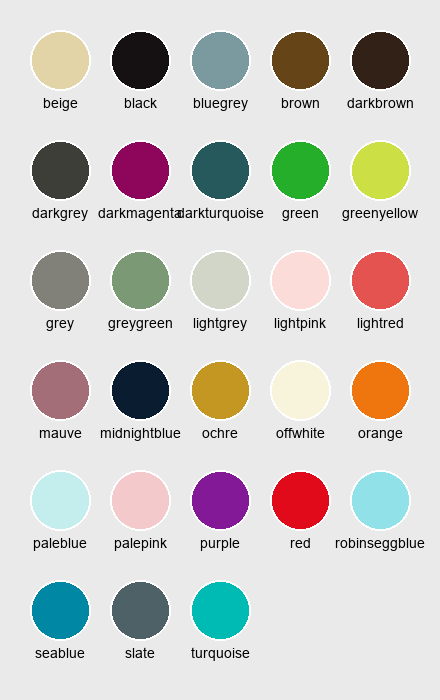 beige black bluegrey brown darkbrown
darkgrey darkmagenta darkturquoise green greenyellow
grey greygreen lightgrey lightpink lightred
mauve midnightblue ochre offwhite orange
paleblue palepink purple red robinseggblue
seablue slate turquoise